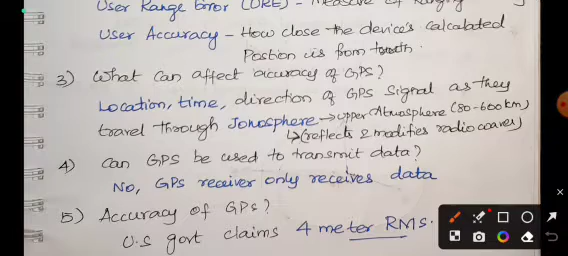 User Range Error (URE) - Measure of Ranging
User Accuracy - How close the device's calculated
Position is from truth.
3) What can affect accuracy of GPS?
Location, time, direction of GPS Signal as they
travel through Ionosphere → upper Atmosphere (80-600km)
↳(reflects & modifies radio waves)
4) Can GPS be used to transmit data?
No, GPS receiver only receives data
5) Accuracy of GPS?
U.S govt claims 4 meter RMS.